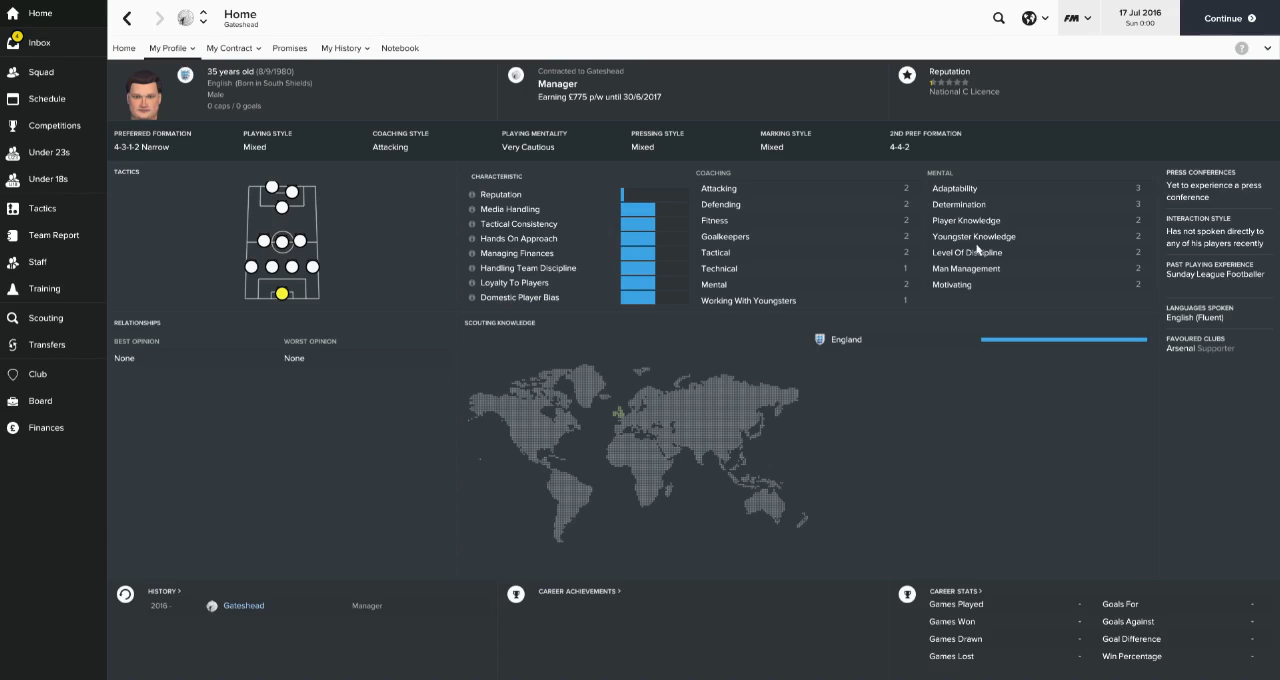 Home
4
Inbox
Squad
Schedule
Competitions
Under 23s
Under 18s
Tactics
Team Report
Staff
Training
Scouting
Transfers
Club
Board
Finances
Home
Gateshead
FM
17 Jul 2016
Sun 0:00
Continue
Home
My Profile
My Contract
Promises
My History
Notebook
?
35 years old (8/9/1980)
English (Born in South Shields)
Male
0 caps / 0 goals
Contracted to Gateshead
Manager
Earning £775 p/w until 30/6/2017
Reputation
National C Licence
PREFERRED FORMATION
4-3-1-2 Narrow
PLAYING STYLE
Mixed
COACHING STYLE
Attacking
PLAYING MENTALITY
Very Cautious
PRESSING STYLE
Mixed
MARKING STYLE
Mixed
2ND PREF FORMATION
4-4-2
TACTICS
CHARACTERISTIC
Reputation
Media Handling
Tactical Consistency
Hands On Approach
Managing Finances
Handling Team Discipline
Loyalty To Players
Domestic Player Bias
COACHING
Attacking 2
Defending 2
Fitness 2
Goalkeepers 2
Tactical 2
Technical 1
Mental 2
Working With Youngsters 1
MENTAL
Adaptability 3
Determination 3
Player Knowledge 2
Youngster Knowledge 2
Level Of Discipline 2
Man Management 2
Motivating 2
PRESS CONFERENCES
Yet to experience a press
conference
INTERACTION STYLE
Has not spoken directly to
any of his players recently
PAST PLAYING EXPERIENCE
Sunday League Footballer
LANGUAGES SPOKEN
English (Fluent)
FAVOURED CLUBS
Arsenal Supporter
RELATIONSHIPS
BEST OPINION
None
WORST OPINION
None
SCOUTING KNOWLEDGE
England
HISTORY >
2016 - Gateshead Manager
CAREER ACHIEVEMENTS >
CAREER STATS >
Games Played - Goals For -
Games Won - Goals Against -
Games Drawn - Goal Difference -
Games Lost - Win Percentage -